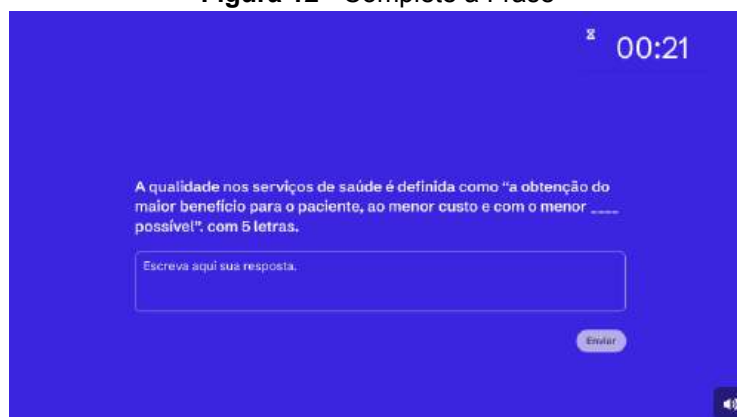 Figura 12 - Complete a Frase
00:21
A qualidade nos serviços de saúde é definida como “a obtenção do
maior benefício para o paciente, ao menor custo e com o menor ____
possível”. com 5 letras.
Escreva aqui sua resposta.
Enviar